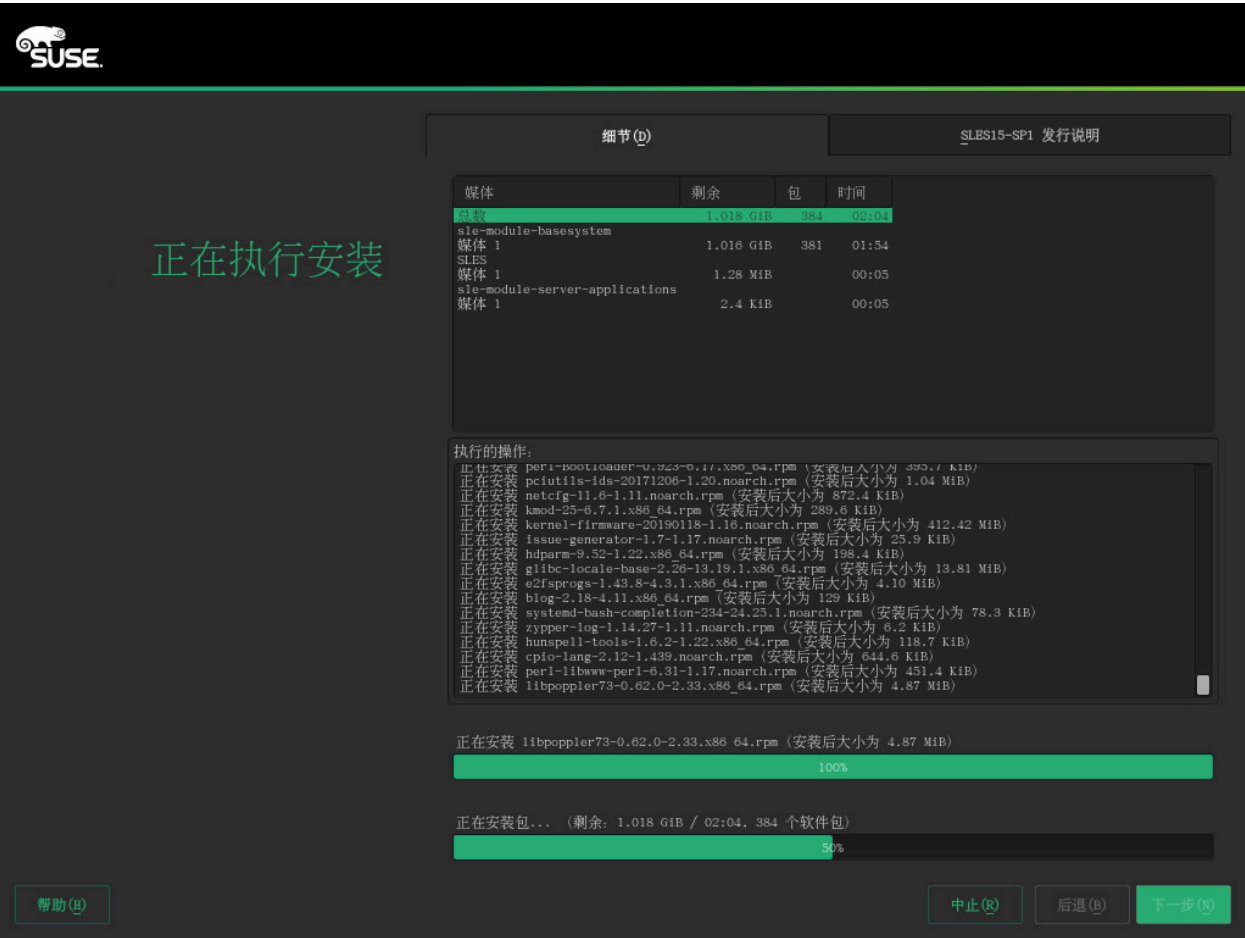 SUSE.
细节(D)
SLES15-SP1 发行说明
正在执行安装
媒体 剩余 包 时间
总数 1.018 GiB 384 02:04
sle-module-basesystem
媒体 1 1.016 GiB 381 01:54
SLES
媒体 1 1.28 MiB 00:05
sle-module-server-applications
媒体 1 2.4 KiB 00:05
执行的操作:
正在安装 perl-Bootloader-0.923-6.17.x86_64.rpm (安装后大小为 395.7 KiB)
正在安装 pciutils-ids-20171206-1.20.noarch.rpm (安装后大小为 1.04 MiB)
正在安装 netcfg-11.6-1.11.noarch.rpm (安装后大小为 872.4 KiB)
正在安装 kmod-25-6.7.1.x86_64.rpm (安装后大小为 289.6 KiB)
正在安装 kernel-firmware-20190118-1.16.noarch.rpm (安装后大小为 412.42 MiB)
正在安装 issue-generator-1.7-1.17.noarch.rpm (安装后大小为 25.9 KiB)
正在安装 hdparm-9.52-1.22.x86_64.rpm (安装后大小为 198.4 KiB)
正在安装 glibc-locale-base-2.26-13.19.1.x86_64.rpm (安装后大小为 13.81 MiB)
正在安装 e2fsprogs-1.43.8-4.3.1.x86_64.rpm (安装后大小为 4.10 MiB)
正在安装 blog-2.18-4.11.x86_64.rpm (安装后大小为 129 KiB)
正在安装 systemd-bash-completion-234-24.25.1.noarch.rpm (安装后大小为 78.3 KiB)
正在安装 zypper-log-1.14.27-1.11.noarch.rpm (安装后大小为 6.2 KiB)
正在安装 hunspell-tools-1.6.2-1.22.x86_64.rpm (安装后大小为 118.7 KiB)
正在安装 cpio-lang-2.12-1.439.noarch.rpm (安装后大小为 644.6 KiB)
正在安装 perl-libwww-perl-6.31-1.17.noarch.rpm (安装后大小为 451.4 KiB)
正在安装 libpoppler73-0.62.0-2.33.x86_64.rpm (安装后大小为 4.87 MiB)
正在安装 libpoppler73-0.62.0-2.33.x86_64.rpm (安装后大小为 4.87 MiB)
100%
正在安装包... (剩余: 1.018 GiB / 02:04, 384 个软件包)
50%
帮助(H)
中止(R)
后退(B)
下一步(N)